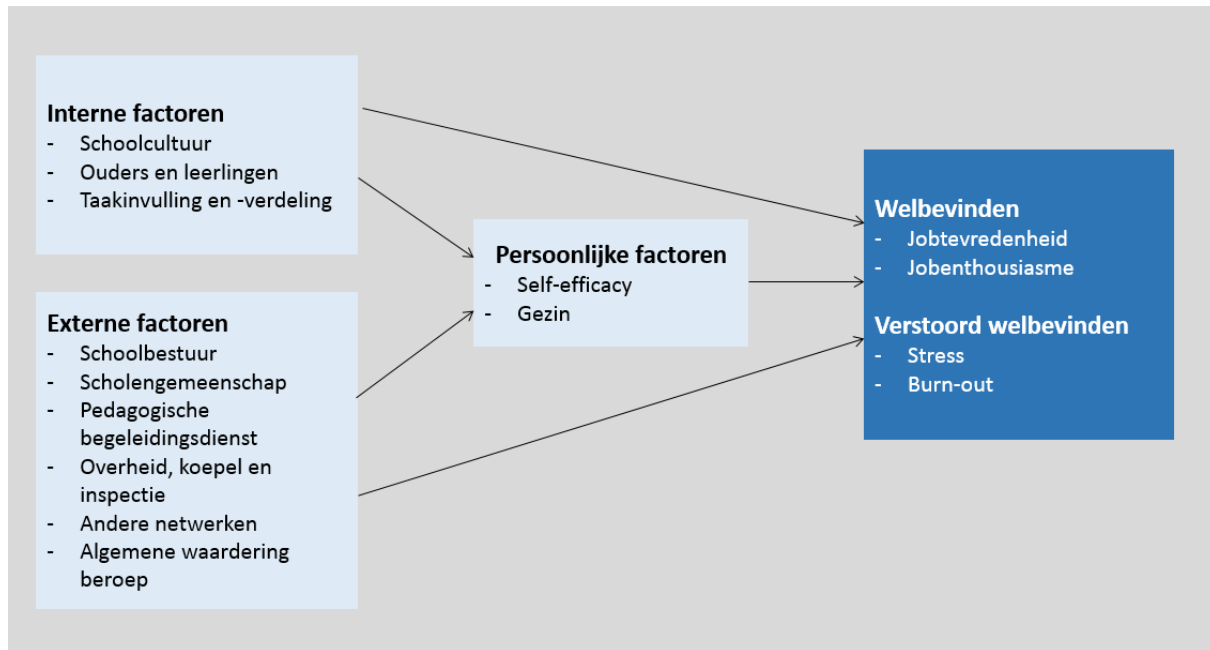 Interne factoren
- Schoolcultuur
- Ouders en leerlingen
- Taakinvulling en -verdeling
Externe factoren
- Schoolbestuur
- Scholengemeenschap
- Pedagogische
begeleidingsdienst
- Overheid, koepel en
inspectie
- Andere netwerken
- Algemene waardering
beroep
Persoonlijke factoren
- Self-efficacy
- Gezin
Welbevinden
- Jobtevredenheid
- Jobenthousiasme
Verstoord welbevinden
- Stress
- Burn-out